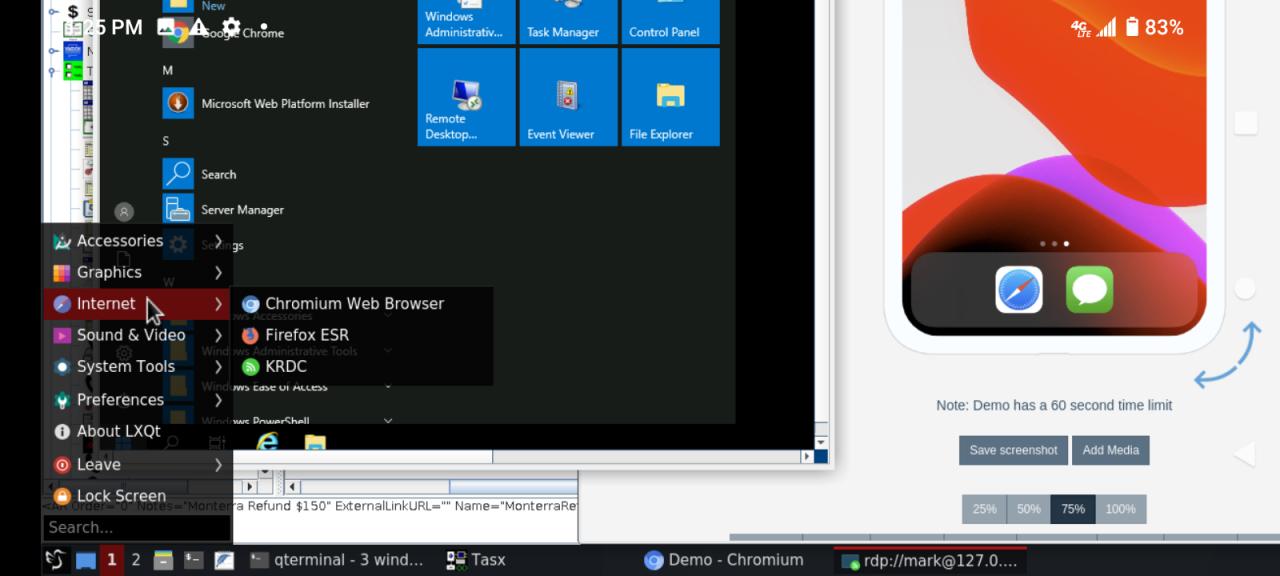 :25 PM
4G LTE
83%
New
Google Chrome
M
Microsoft Web Platform Installer
S
Search
Server Manager
Settings
W
Windows Administrativ...
Task Manager
Control Panel
Remote Desktop...
Event Viewer
File Explorer
Accessories
Graphics
Internet
Sound & Video
System Tools
Preferences
About LXQt
Leave
Lock Screen
Search...
Chromium Web Browser
Firefox ESR
KRDC
Windows Accessories
Windows Administrative Tools
Windows Ease of Access
Windows PowerShell
Order="0" Notes="Monterra Refund $150" ExternalLinkURL="" Name="MonterraRef
Note: Demo has a 60 second time limit
Save screenshot
Add Media
25%
50%
75%
100%
1
2
qterminal - 3 wind...
Tasx
Demo - Chromium
rdp://mark@127.0....